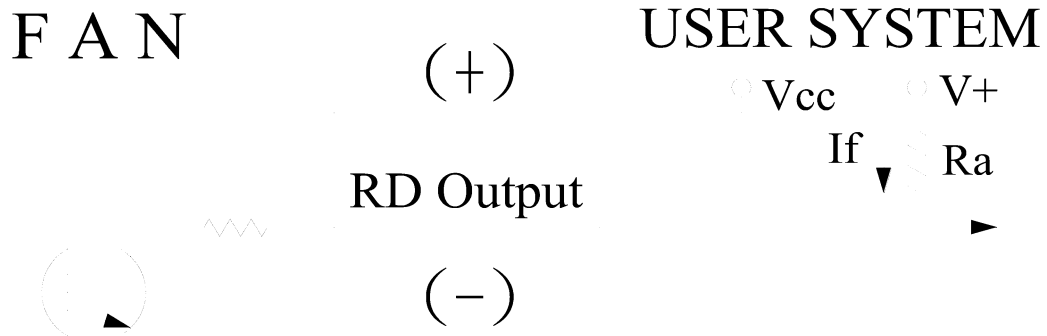 F A N
USER SYSTEM
(+)
Vcc
V+
If
Ra
RD Output
(-)